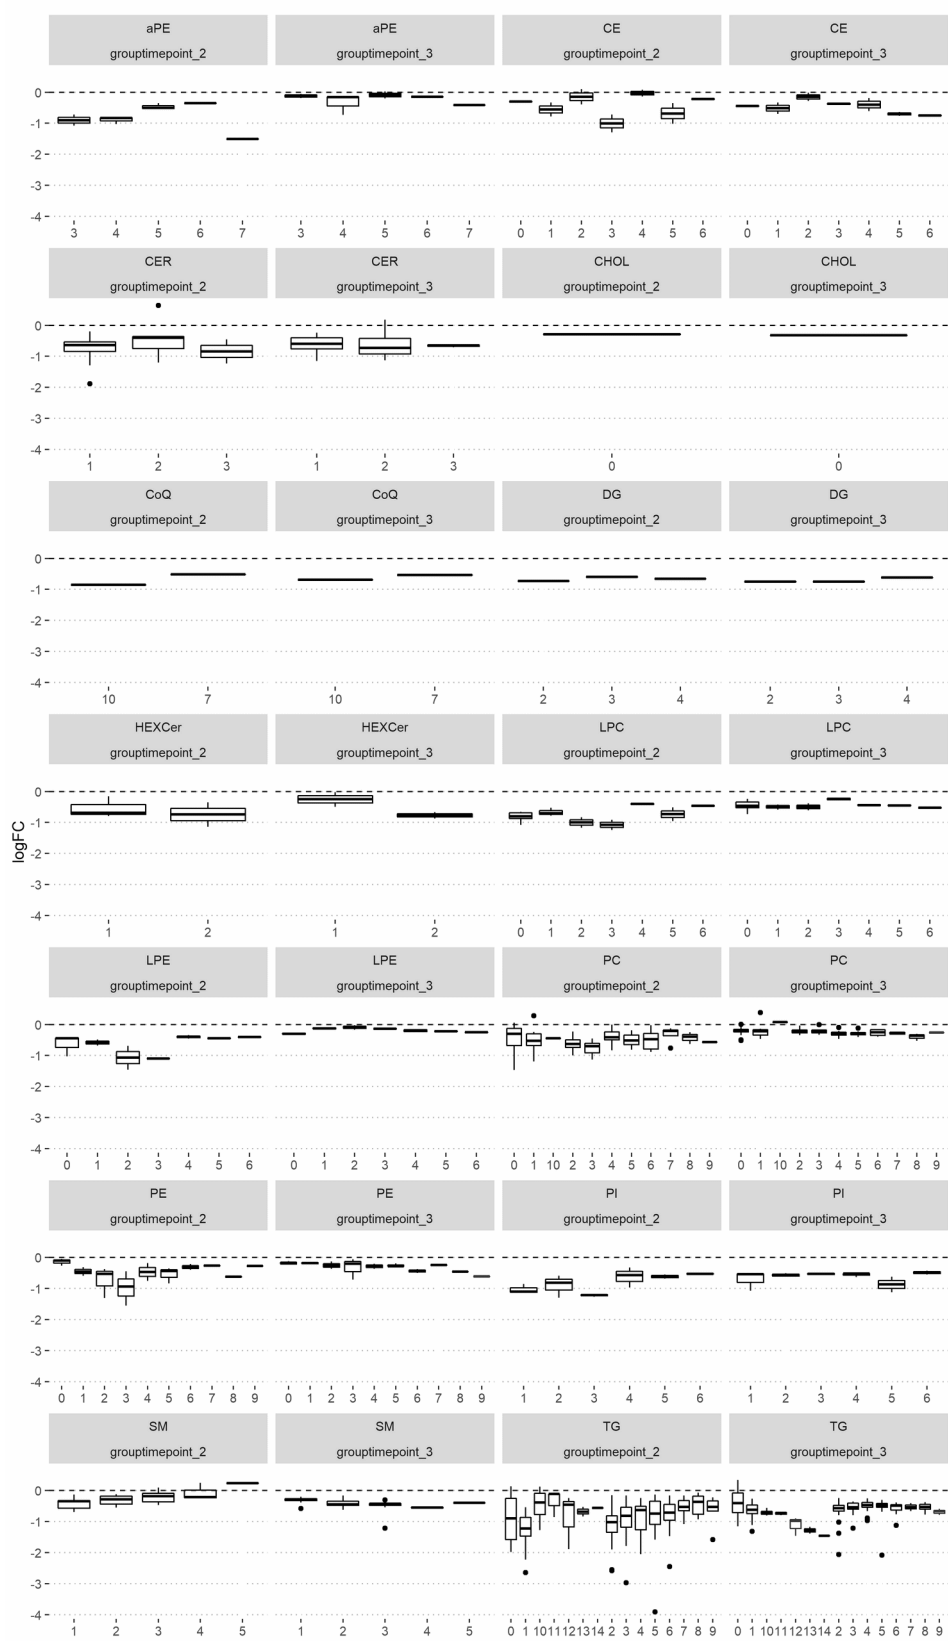 aPE aPE CE CE
grouptimepoint_2 grouptimepoint_3 grouptimepoint_2 grouptimepoint_3
0
-1
-2
-3
-4
3 4 5 6 7 3 4 5 6 7 0 1 2 3 4 5 6 0 1 2 3 4 5 6
CER CER CHOL CHOL
grouptimepoint_2 grouptimepoint_3 grouptimepoint_2 grouptimepoint_3
0
-1
-2
-3
-4
1 2 3 1 2 3 0 0
CoQ CoQ DG DG
grouptimepoint_2 grouptimepoint_3 grouptimepoint_2 grouptimepoint_3
0
-1
-2
-3
-4
10 7 10 7 2 3 4 2 3 4
HEXCer HEXCer LPC LPC
grouptimepoint_2 grouptimepoint_3 grouptimepoint_2 grouptimepoint_3
0
-1
-2
-3
-4
logFC
1 2 1 2 0 1 2 3 4 5 6 0 1 2 3 4 5 6
LPE LPE PC PC
grouptimepoint_2 grouptimepoint_3 grouptimepoint_2 grouptimepoint_3
0
-1
-2
-3
-4
0 1 2 3 4 5 6 0 1 2 3 4 5 6 0 1 10 2 3 4 5 6 7 8 9 0 1 10 2 3 4 5 6 7 8 9
PE PE PI PI
grouptimepoint_2 grouptimepoint_3 grouptimepoint_2 grouptimepoint_3
0
-1
-2
-3
-4
0 1 2 3 4 5 6 7 8 9 0 1 2 3 4 5 6 7 8 9 1 2 3 4 5 6 1 2 3 4 5 6
SM SM TG TG
grouptimepoint_2 grouptimepoint_3 grouptimepoint_2 grouptimepoint_3
0
-1
-2
-3
-4
1 2 3 4 5 1 2 3 4 5 0 1 10 11 12 13 14 2 3 4 5 6 7 8 9 0 1 10 11 12 13 14 2 3 4 5 6 7 8 9